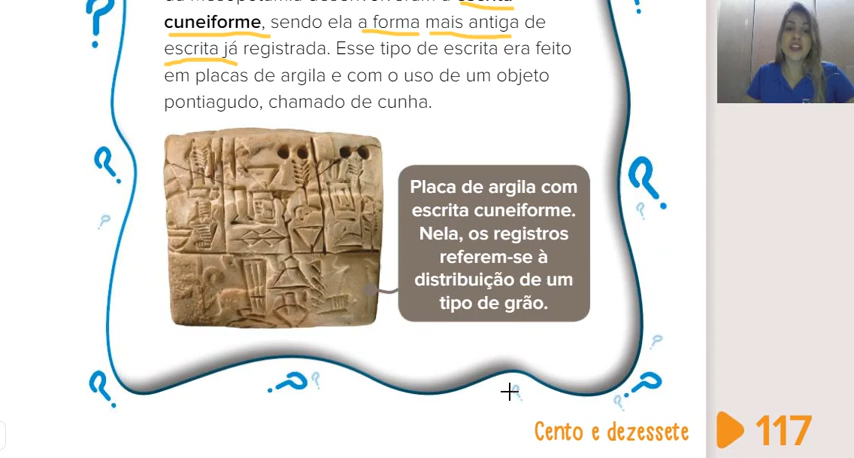 cuneiforme, sendo ela a forma mais antiga de
escrita já registrada. Esse tipo de escrita era feito
em placas de argila e com o uso de um objeto
pontiagudo, chamado de cunha.
Placa de argila com
escrita cuneiforme.
Nela, os registros
referem-se à
distribuição de um
tipo de grão.
Cento e dezessete
117